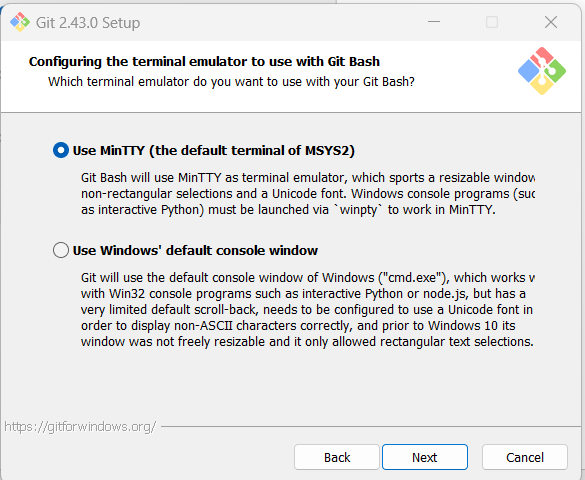 Git 2.43.0 Setup
Configuring the terminal emulator to use with Git Bash
Which terminal emulator do you want to use with your Git Bash?
Use MinTTY (the default terminal of MSYS2)
Git Bash will use MinTTY as terminal emulator, which sports a resizable window
non-rectangular selections and a Unicode font. Windows console programs (suc
as interactive Python) must be launched via `winpty` to work in MinTTY.
Use Windows' default console window
Git will use the default console window of Windows ("cmd.exe"), which works w
with Win32 console programs such as interactive Python or node.js, but has a
very limited default scroll-back, needs to be configured to use a Unicode font in
order to display non-ASCII characters correctly, and prior to Windows 10 its
window was not freely resizable and it only allowed rectangular text selections.
https://gitforwindows.org/
Back Next Cancel